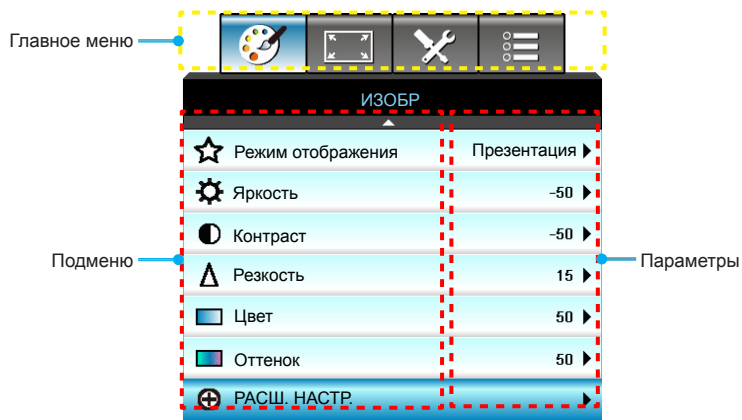 Главное меню
ИЗОБР
Режим отображения Презентация
Яркость -50
Контраст -50
Подменю
Параметры
Резкость 15
Цвет 50
Оттенок 50
РАСШ. НАСТР.